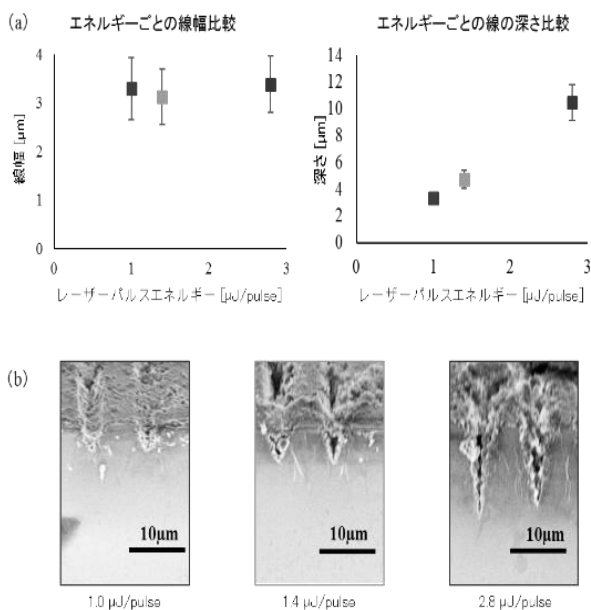 (a)
エネルギーごとの線幅比較
4
3
2
1
0
線幅 [μm]
0 1 2 3
レーザーパルスエネルギー [μJ/pulse]
エネルギーごとの線の深さ比較
14
12
10
8
6
4
2
0
深さ [μm]
0 1 2 3
レーザーパルスエネルギー [μJ/pulse]
(b)
10μm
10μm
10μm
1.0 μJ/pulse
1.4 μJ/pulse
2.8 μJ/pulse